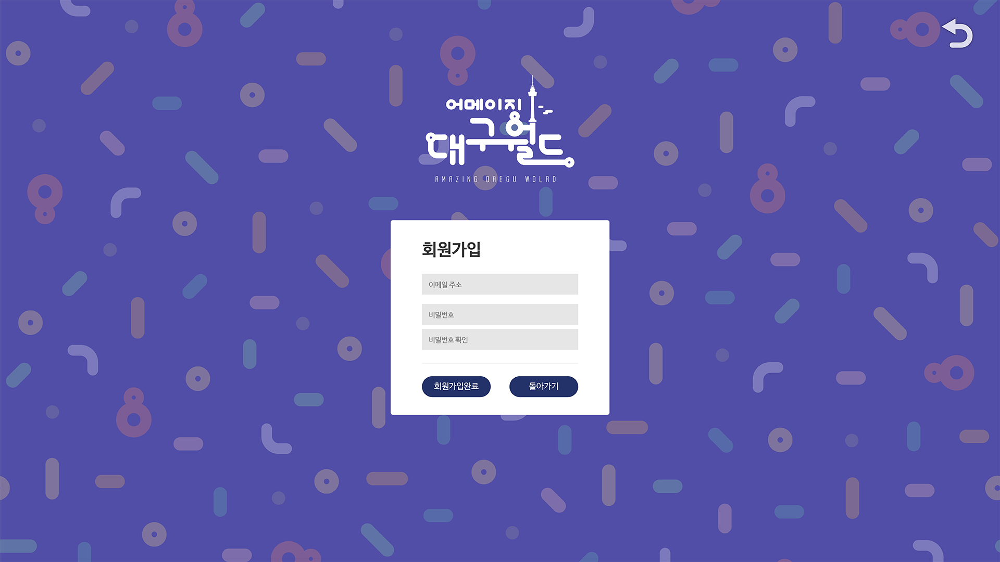 어메이징
대구월드
AMAZING DAEGU WOLRD
회원가입
이메일 주소
비밀번호
비밀번호 확인
회원가입완료
돌아가기